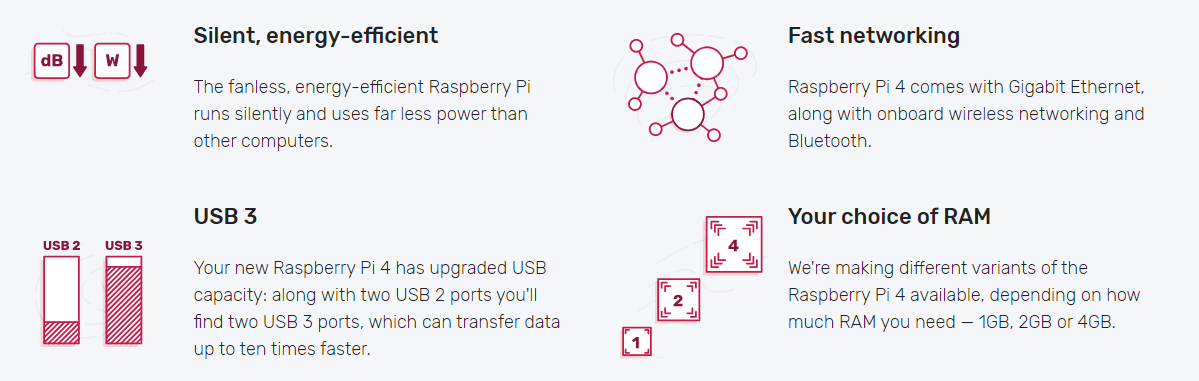 dB
W
Silent, energy-efficient
The fanless, energy-efficient Raspberry Pi
runs silently and uses far less power than
other computers.
Fast networking
Raspberry Pi 4 comes with Gigabit Ethernet,
along with onboard wireless networking and
Bluetooth.
USB 2
USB 3
USB 3
Your new Raspberry Pi 4 has upgraded USB
capacity: along with two USB 2 ports you'll
find two USB 3 ports, which can transfer data
up to ten times faster.
4
2
1
Your choice of RAM
We're making different variants of the
Raspberry Pi 4 available, depending on how
much RAM you need — 1GB, 2GB or 4GB.